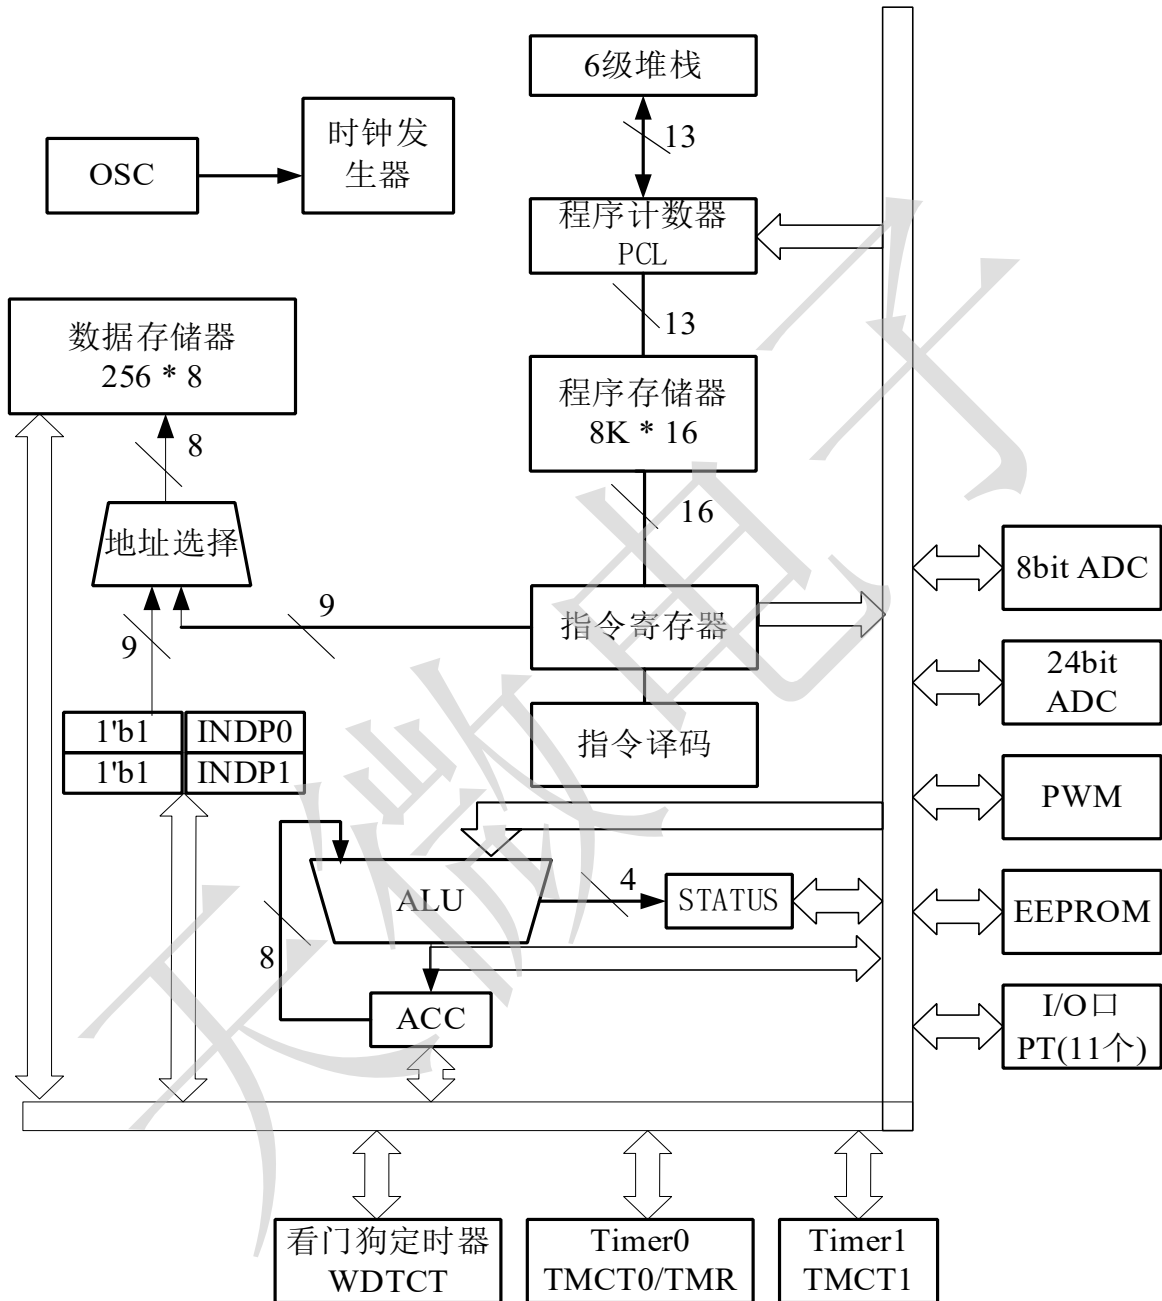 6级堆栈
13
OSC
时钟发
生器
程序计数器
PCL
13
数据存储器
256 * 8
程序存储器
8K * 16
8
16
地址选择
8bit ADC
9
9
指令寄存器
24bit
ADC
1'b1
INDP0
1'b1
INDP1
指令译码
PWM
ALU
4
STATUS
EEPROM
8
ACC
I/O口
PT(11个)
看门狗定时器
WDTCT
Timer0
TMCT0/TMR
Timer1
TMCT1
天微电子